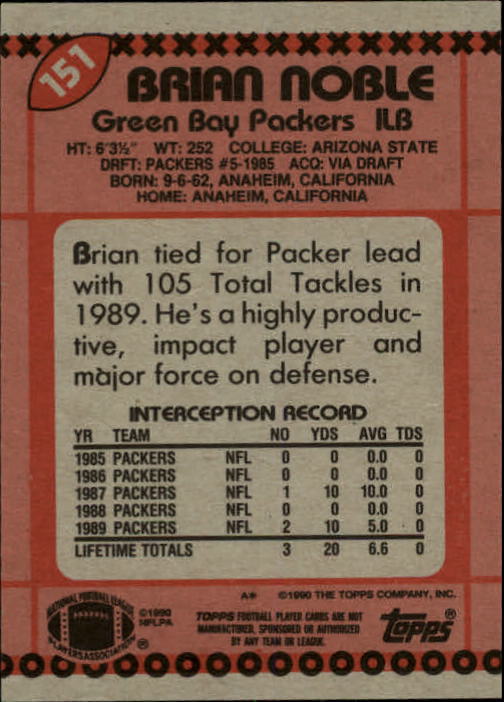 151
BRIAN NOBLE
Green Bay Packers ILB
HT: 6'3½" WT: 252 COLLEGE: ARIZONA STATE
DRFT: PACKERS #5-1985 ACQ: VIA DRAFT
BORN: 9-6-62, ANAHEIM, CALIFORNIA
HOME: ANAHEIM, CALIFORNIA
Brian tied for Packer lead
with 105 Total Tackles in
1989. He's a highly produc-
tive, impact player and
major force on defense.
INTERCEPTION RECORD
YR TEAM NO YDS AVG TDS
1985 PACKERS NFL 0 0 0.0 0
1986 PACKERS NFL 0 0 0.0 0
1987 PACKERS NFL 1 10 10.0 0
1988 PACKERS NFL 0 0 0.0 0
1989 PACKERS NFL 2 10 5.0 0
LIFETIME TOTALS 3 20 6.6 0
A* ©1990 THE TOPPS COMPANY, INC.
NATIONAL FOOTBALL LEAGUE
PLAYERS ASSOCIATION ®
©1990
NFLPA
TOPPS FOOTBALL PLAYER CARDS ARE NOT
MANUFACTURED, SPONSORED OR AUTHORIZED
BY ANY TEAM OR LEAGUE.
topps®